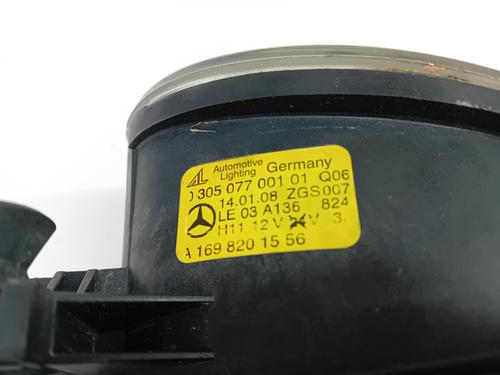 Automotive Lighting Germany
0 305 077 001 01 Q06
14.01.08 ZGS007
LE 03 A136 824
H11 12 V V 3.
A 169 820 15 56